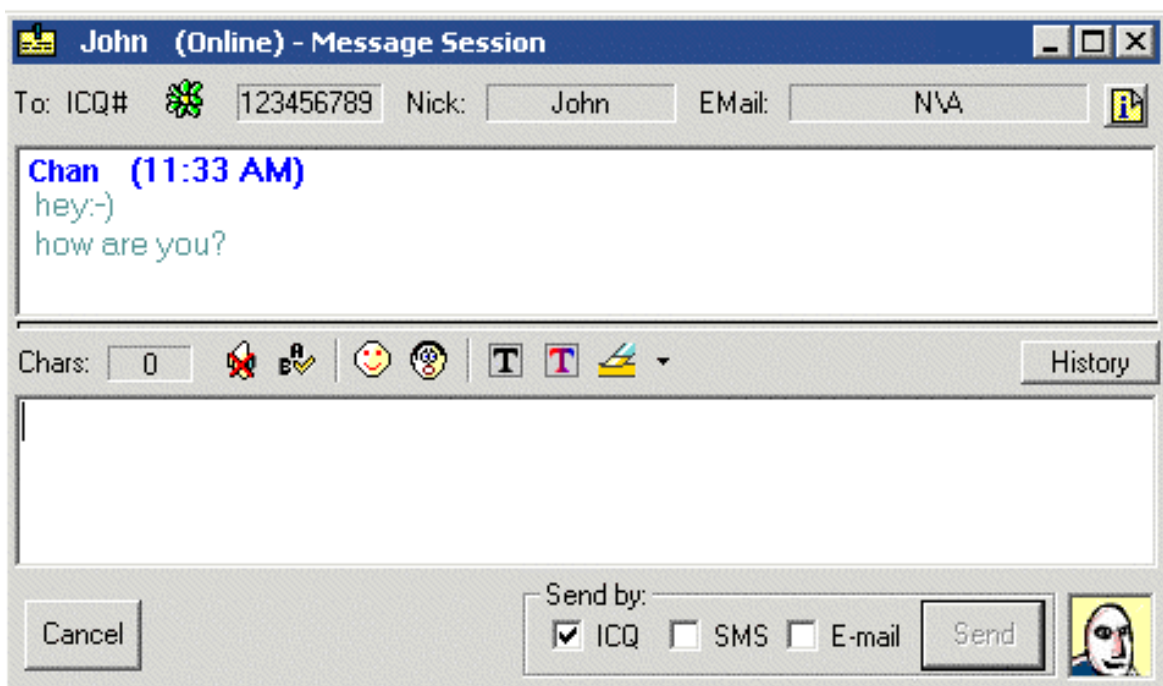 John (Online) - Message Session
To: ICQ# 123456789 Nick: John EMail: N\A
Chan (11:33 AM)
hey:-)
how are you?
Chars: 0 T T History
Send by:
Cancel ICQ SMS E-mail Send